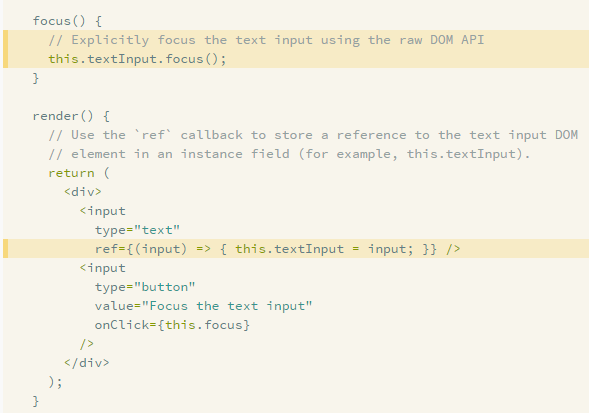 focus() {
// Explicitly focus the text input using the raw DOM API
this.textInput.focus();
}
render() {
// Use the `ref` callback to store a reference to the text input DOM
// element in an instance field (for example, this.textInput).
return (
<div>
<input
type="text"
ref={(input) => { this.textInput = input; }} />
<input
type="button"
value="Focus the text input"
onClick={this.focus}
/>
</div>
);
}